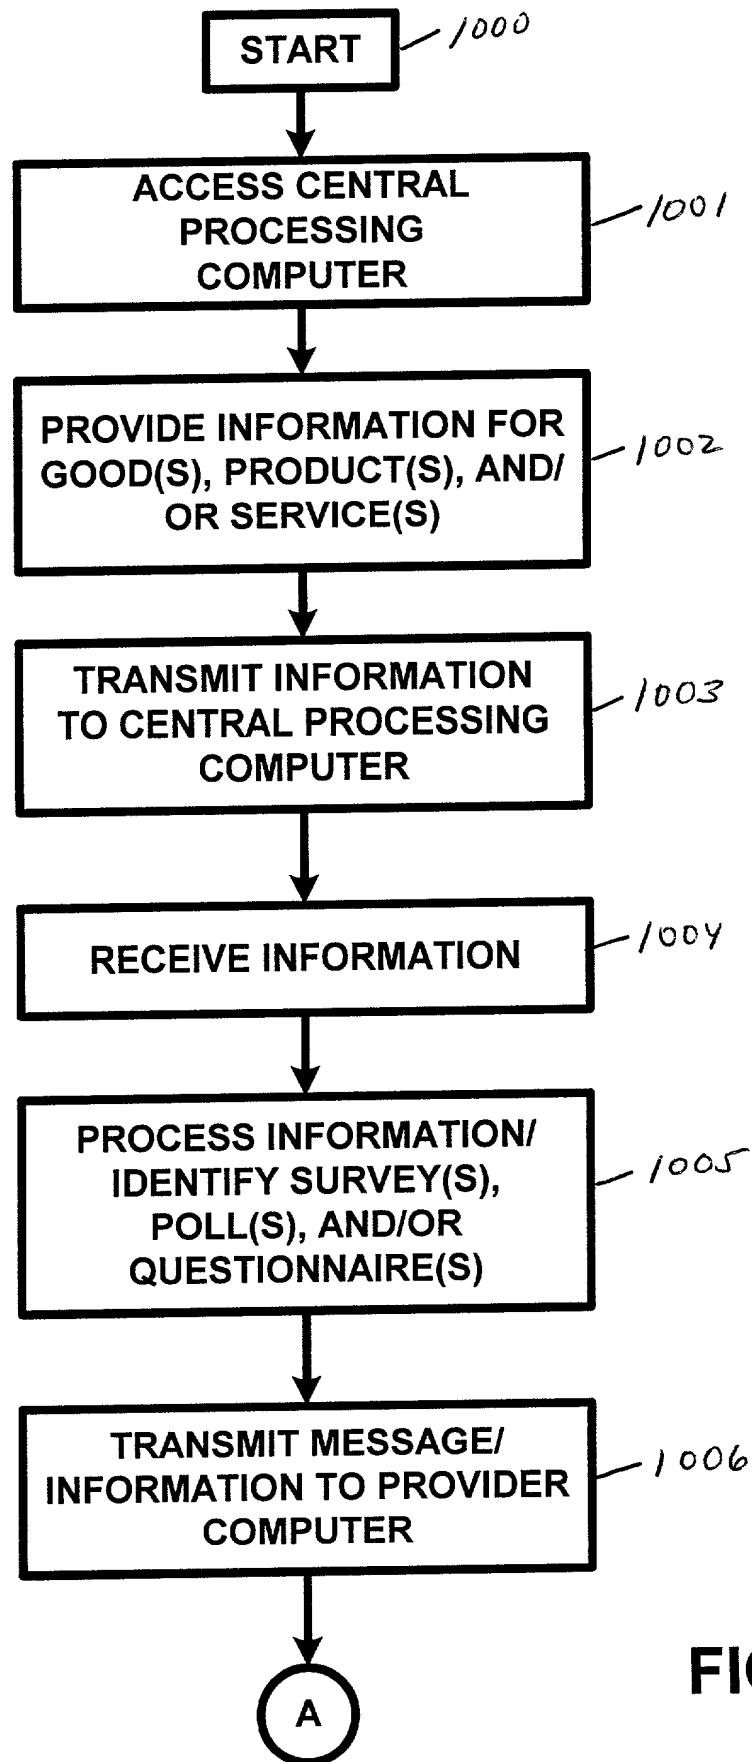 START
1000
ACCESS CENTRAL
PROCESSING
COMPUTER
1001
PROVIDE INFORMATION FOR
GOOD(S), PRODUCT(S), AND/
OR SERVICE(S)
1002
TRANSMIT INFORMATION
TO CENTRAL PROCESSING
COMPUTER
1003
RECEIVE INFORMATION
1004
PROCESS INFORMATION/
IDENTIFY SURVEY(S),
POLL(S), AND/OR
QUESTIONNAIRE(S)
1005
TRANSMIT MESSAGE/
INFORMATION TO PROVIDER
COMPUTER
1006
A